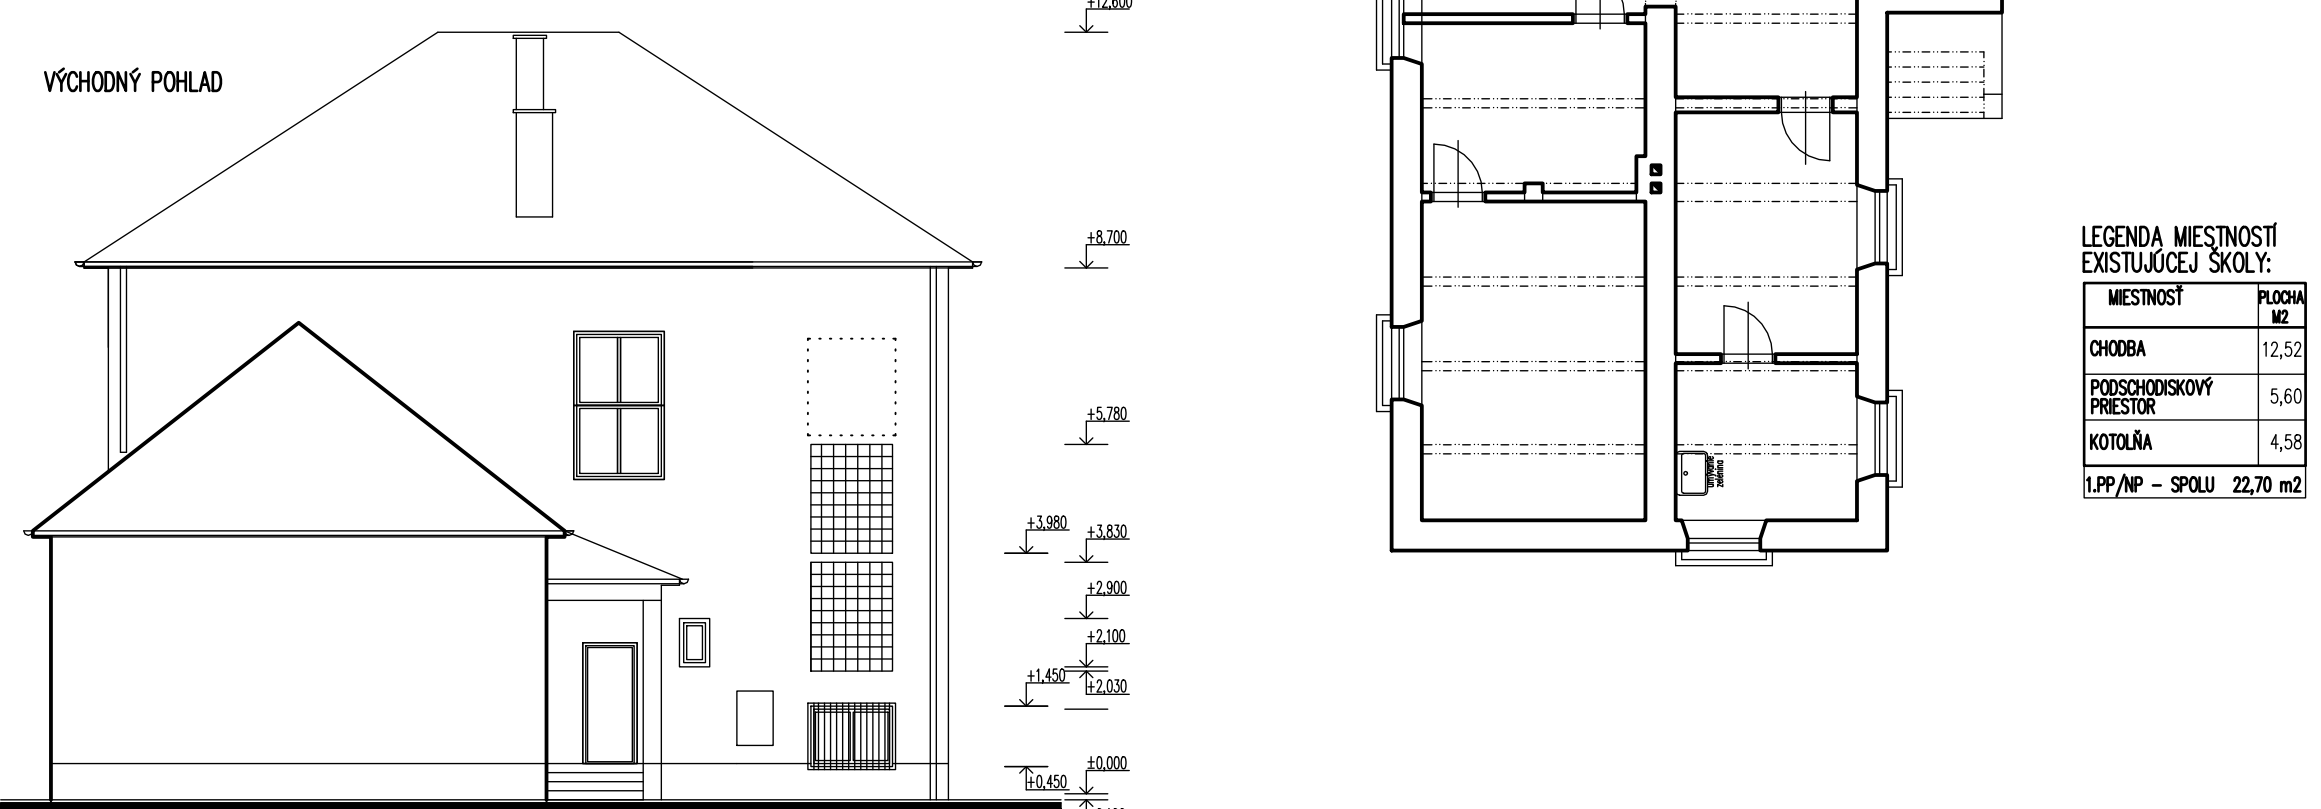 +12,600
VÝCHODNÝ POHLAD
+8,700
+5,780
+3,980
+3,830
+2,900
+2,100
+1,450
+2,030
+0,000
+0,450
umývanie
zelenina
LEGENDA MIESTNOSTÍ
EXISTUJÚCEJ ŠKOLY:
MIESTNOSŤ PLOCHA
M2
CHODBA 12,52
PODSCHODISKOVÝ
PRIESTOR 5,60
KOTOLŇA 4,58
1.PP/NP – SPOLU 22,70 m2